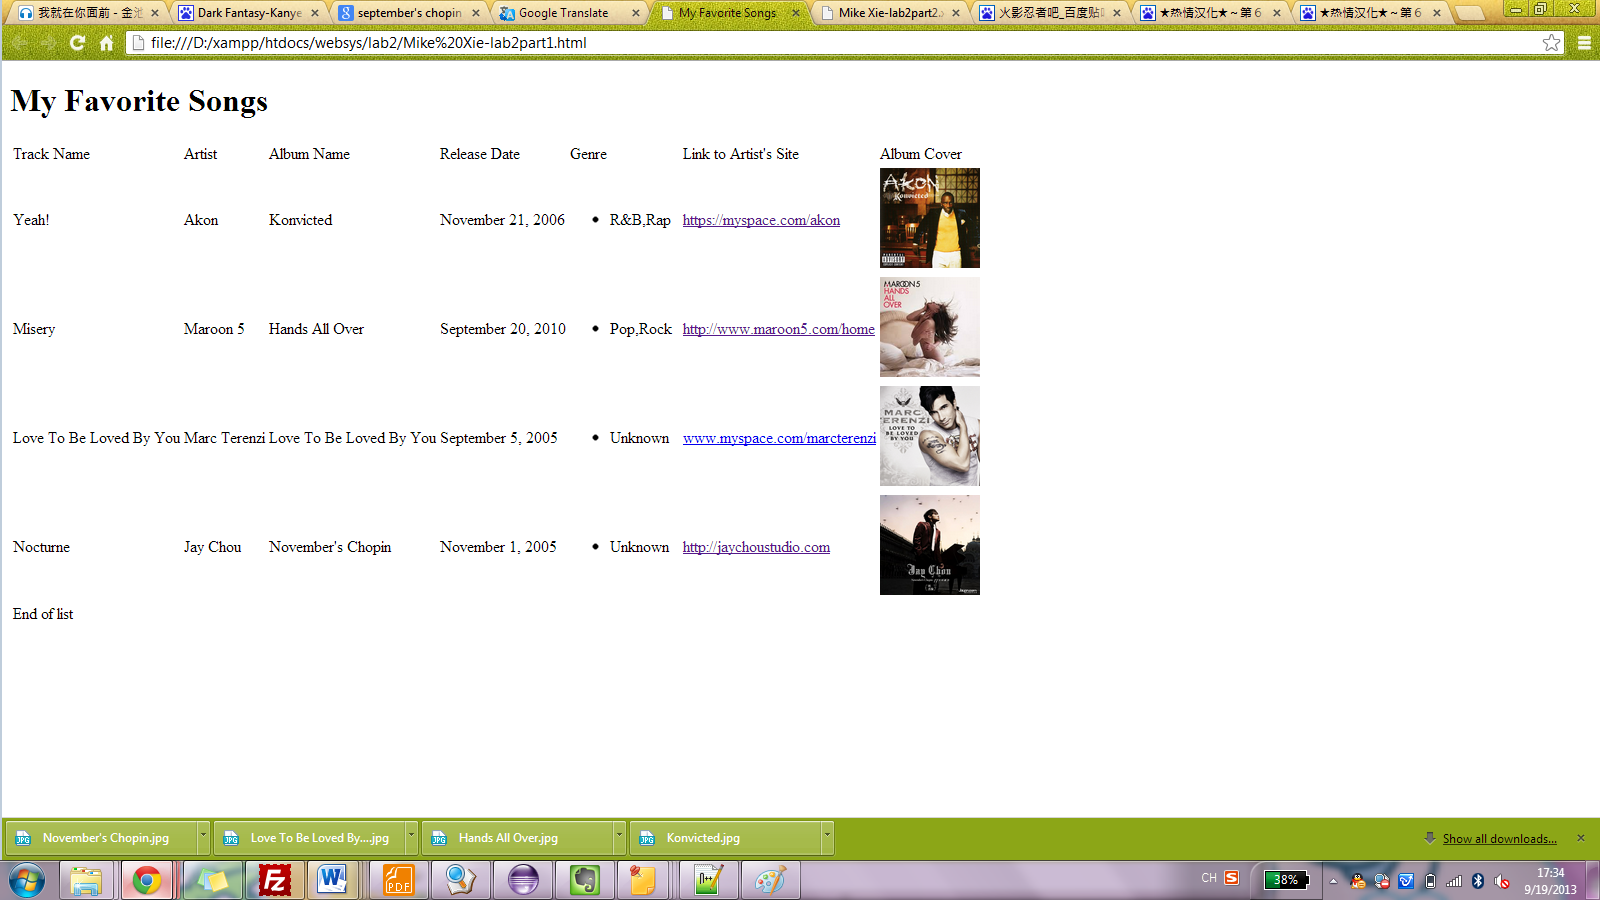 我就在你面前 - 金池
Dark Fantasy-Kanye
september's chopin
Google Translate
My Favorite Songs
Mike Xie-lab2part2.
火影忍者吧_百度贴
★热情汉化★～第 6
★热情汉化★～第 6
file:///D:/xampp/htdocs/websys/lab2/Mike%20Xie-lab2part1.html
My Favorite Songs
Track Name Artist Album Name Release Date Genre Link to Artist's Site Album Cover
Yeah! Akon Konvicted November 21, 2006 • R&B,Rap https://myspace.com/akon
AKON
Konvicted
Misery Maroon 5 Hands All Over September 20, 2010 • Pop,Rock http://www.maroon5.com/home
MAROON 5
HANDS
ALL
OVER
Love To Be Loved By You Marc Terenzi Love To Be Loved By You September 5, 2005 • Unknown www.myspace.com/marcterenzi
MARC
TERENZI
LOVE TO
BE LOVED
BY YOU
Nocturne Jay Chou November's Chopin November 1, 2005 • Unknown http://jaychoustudio.com
Jay Chou
End of list
November's Chopin.jpg
Love To Be Loved By....jpg
Hands All Over.jpg
Konvicted.jpg
Show all downloads...
CH
38%
17:34
9/19/2013